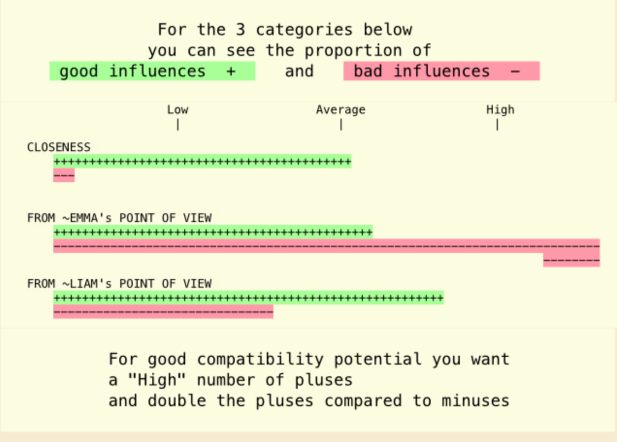 For the 3 categories below
you can see the proportion of
good influences + and bad influences -
Low Average High
| | |
CLOSENESS
++++++++++++++++++++++++++++++++++++++++++
---
FROM ~EMMA's POINT OF VIEW
+++++++++++++++++++++++++++++++++++++++++++++
-----------------------------------------------------------------------------
--------
FROM ~LIAM's POINT OF VIEW
+++++++++++++++++++++++++++++++++++++++++++++++++++++++
-------------------------------
For good compatibility potential you want
a "High" number of pluses
and double the pluses compared to minuses